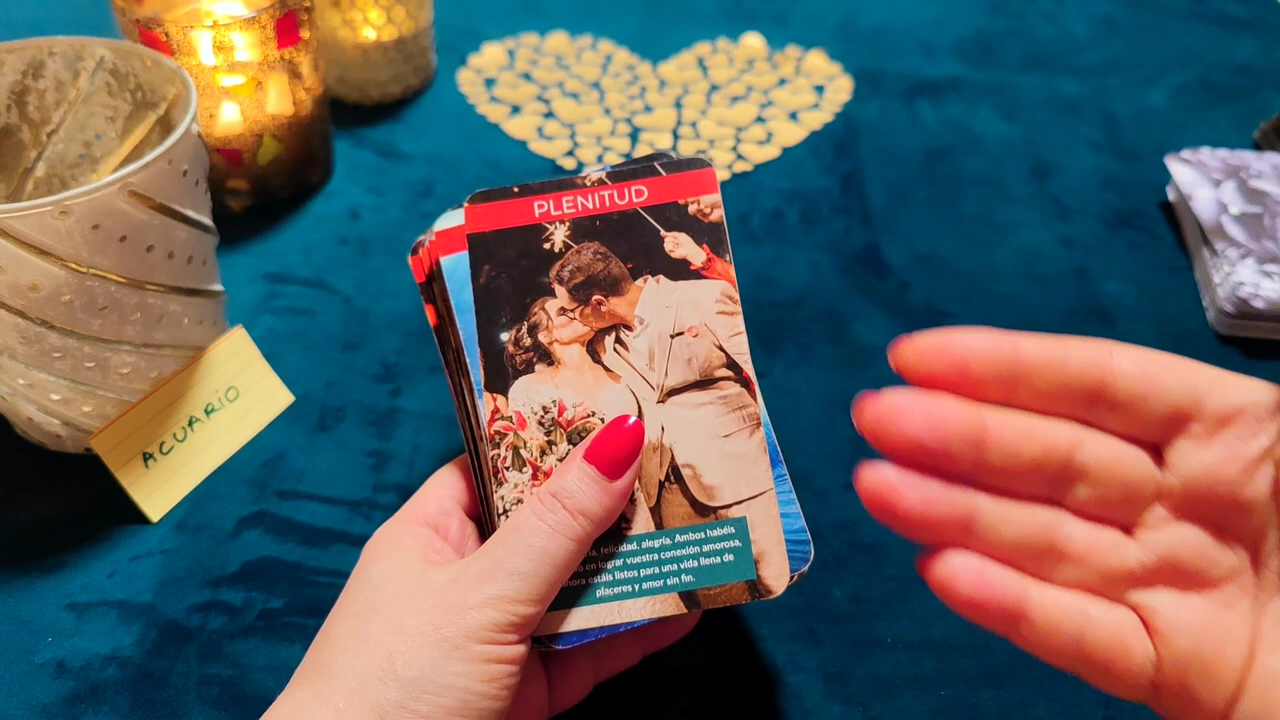 PLENITUD
ACUARIO
felicidad, alegría. Ambos habéis
en lograr vuestra conexión amorosa,
ahora estáis listos para una vida llena de
placeres y amor sin fin.